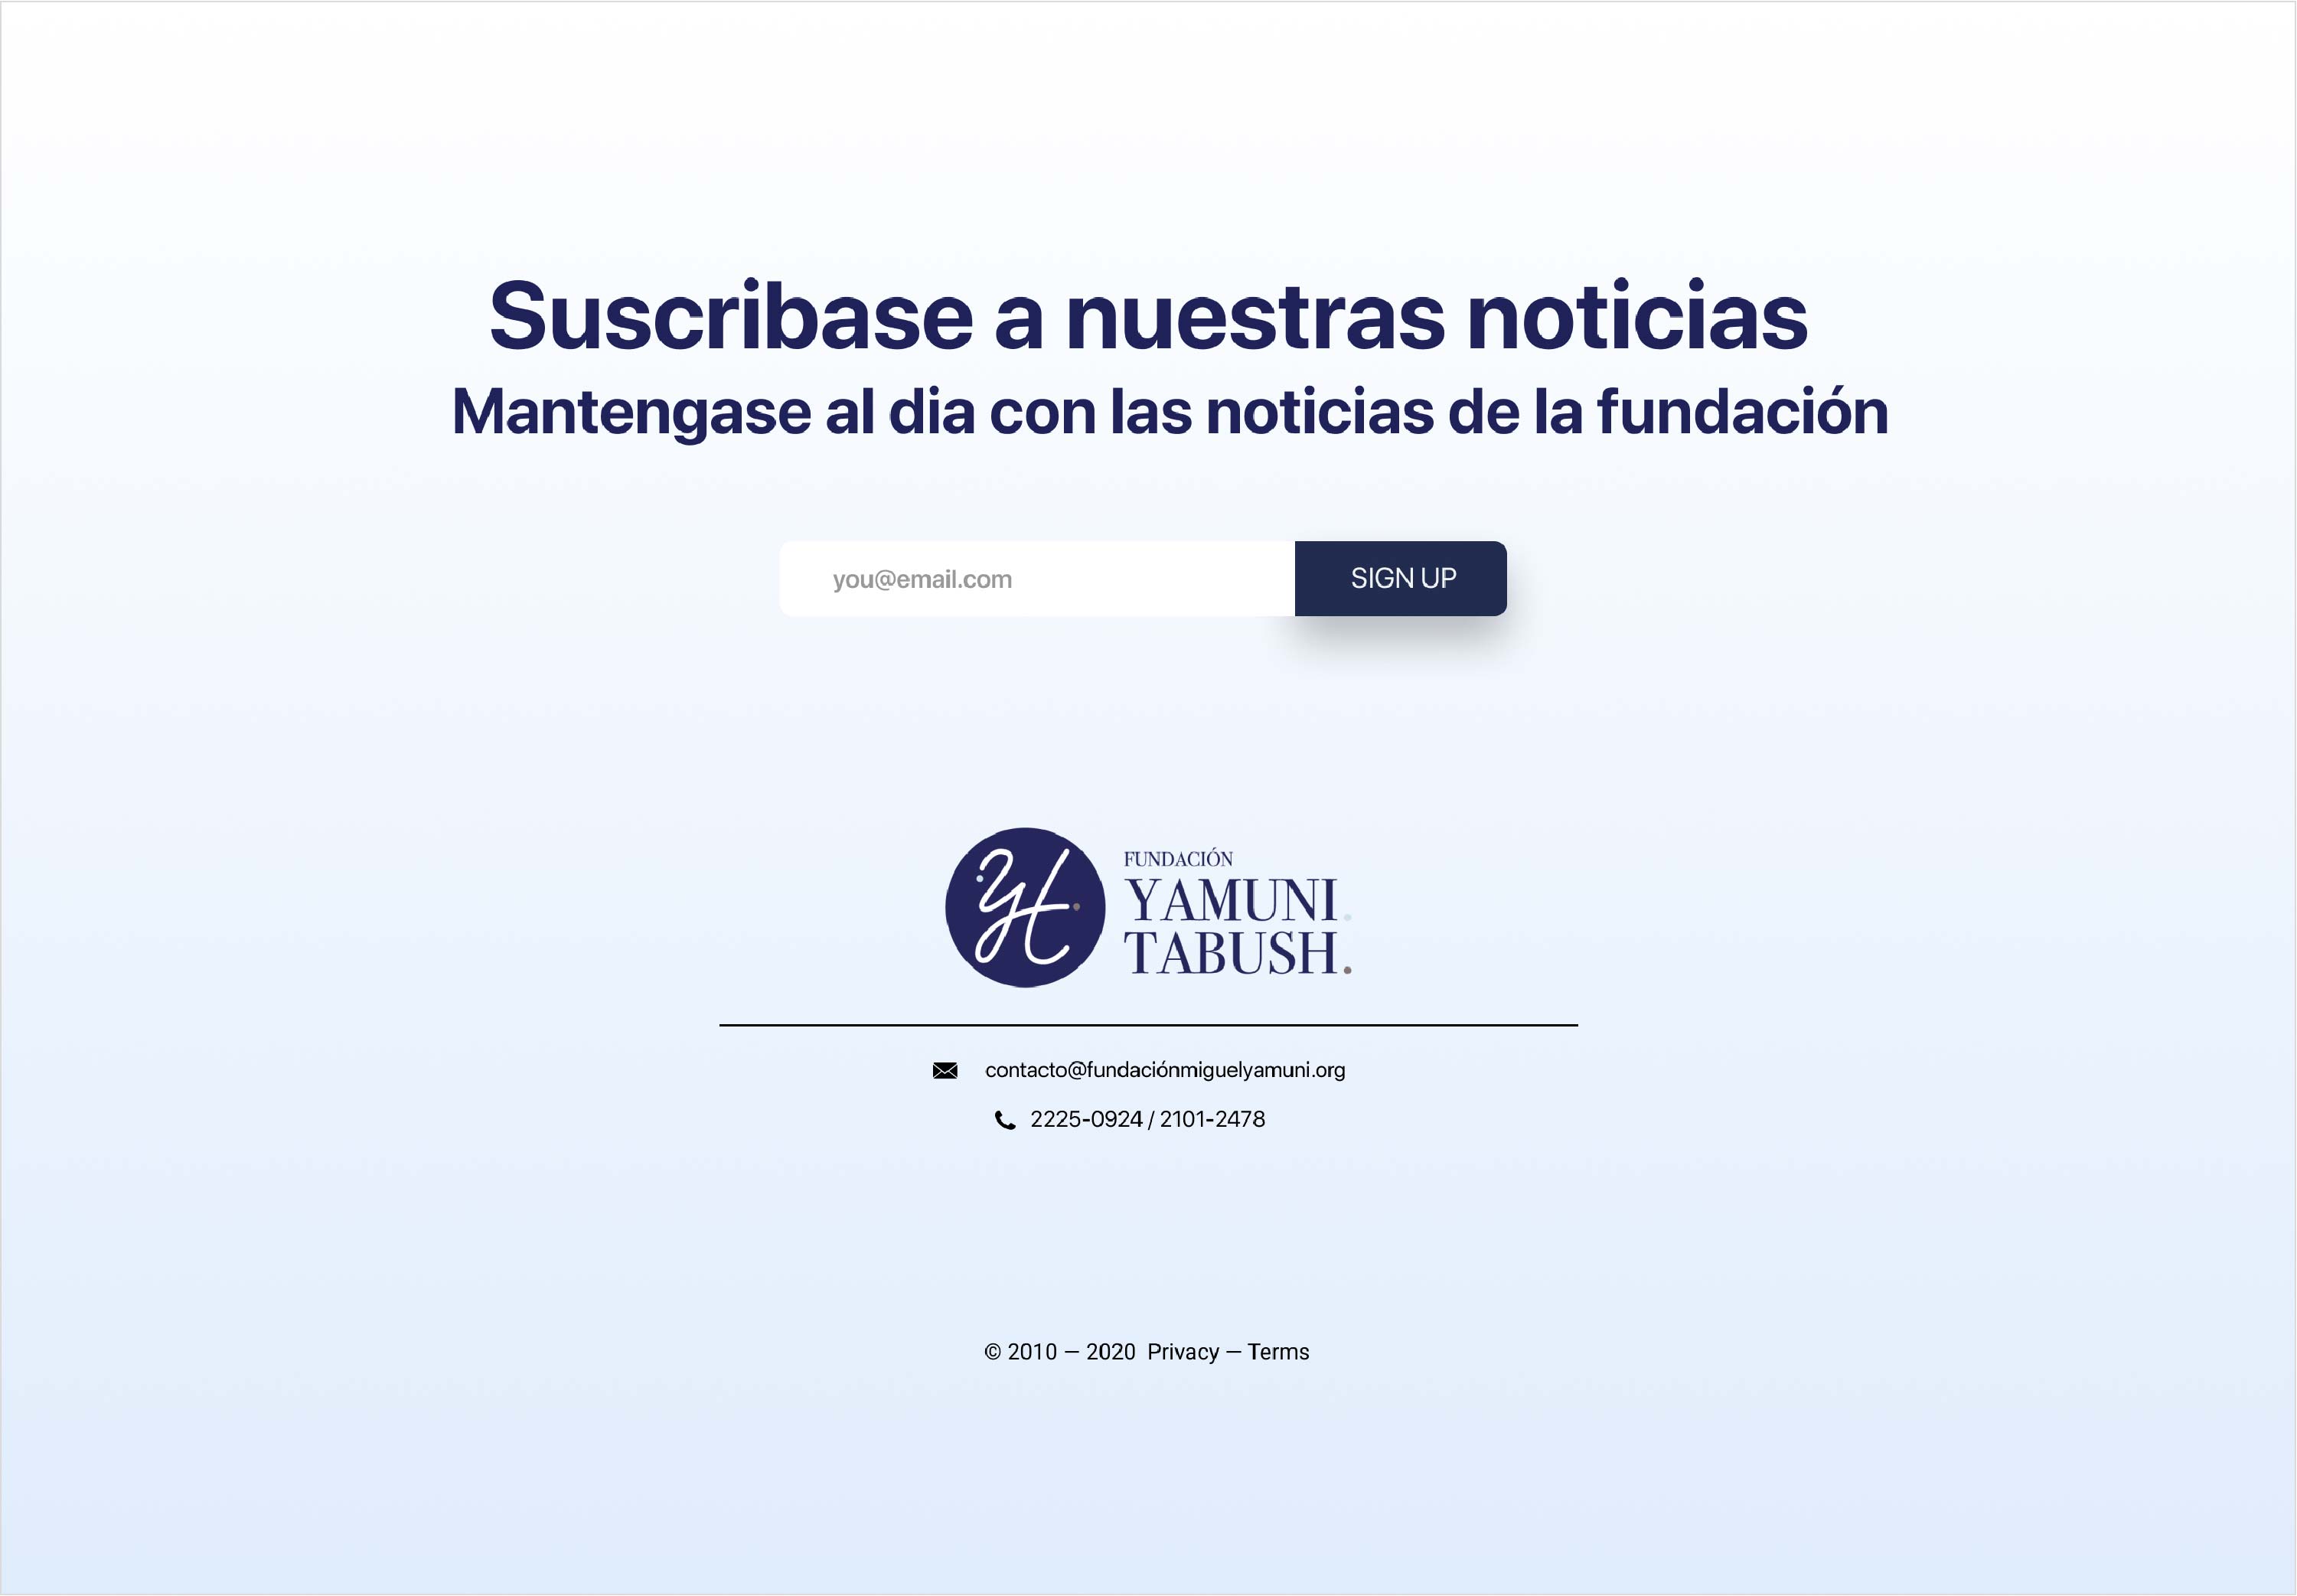 Suscribase a nuestras noticias
Mantengase al dia con las noticias de la fundación
you@email.com
SIGN UP
FUNDACIÓN
YAMUNI.
TABUSH.
contacto@fundaciónmiguelyamuni.org
2225-0924 / 2101-2478
© 2010 — 2020 Privacy — Terms